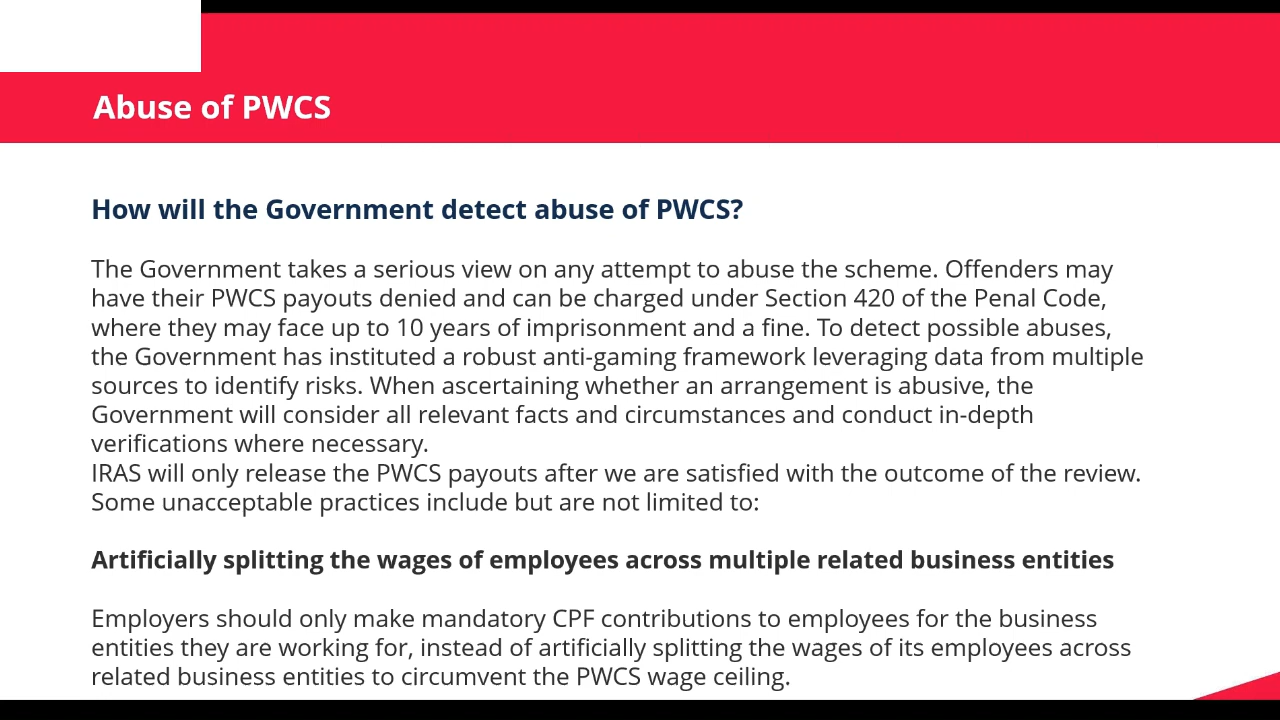 Abuse of PWCS
How will the Government detect abuse of PWCS?
The Government takes a serious view on any attempt to abuse the scheme. Offenders may
have their PWCS payouts denied and can be charged under Section 420 of the Penal Code,
where they may face up to 10 years of imprisonment and a fine. To detect possible abuses,
the Government has instituted a robust anti-gaming framework leveraging data from multiple
sources to identify risks. When ascertaining whether an arrangement is abusive, the
Government will consider all relevant facts and circumstances and conduct in-depth
verifications where necessary.
IRAS will only release the PWCS payouts after we are satisfied with the outcome of the review.
Some unacceptable practices include but are not limited to:
Artificially splitting the wages of employees across multiple related business entities
Employers should only make mandatory CPF contributions to employees for the business
entities they are working for, instead of artificially splitting the wages of its employees across
related business entities to circumvent the PWCS wage ceiling.